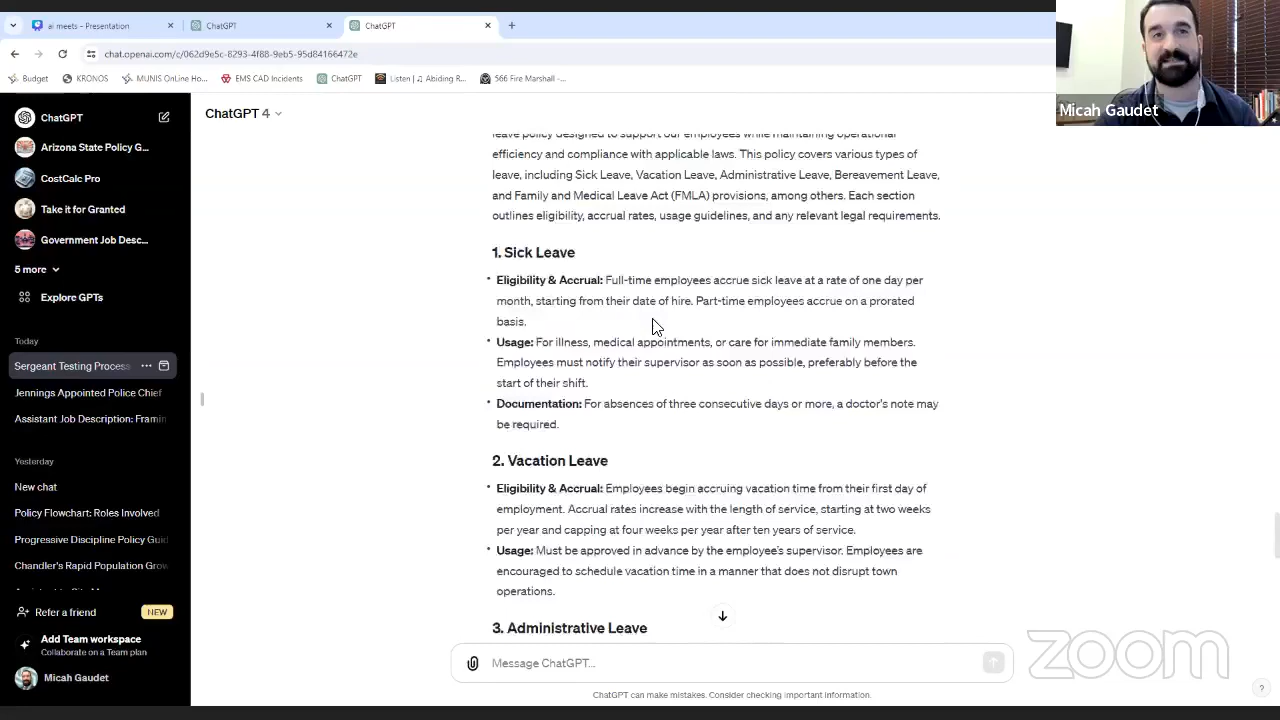 ai meets - Presentation
ChatGPT
ChatGPT
chat.openai.com/c/062d9e5c-8293-4f88-9eb5-95d84166472e
Budget
KRONOS
MUNIS OnLine Ho...
EMS CAD Incidents
ChatGPT
Listen | ♫ Abiding R...
566 Fire Marshall -...
Micah Gaudet
ChatGPT
Arizona State Policy G...
CostCalc Pro
Take it for Granted
Government Job Desc...
5 more
Explore GPTs
Today
Sergeant Testing Process
Jennings Appointed Police Chief
Assistant Job Description: Framin
Yesterday
New chat
Policy Flowchart: Roles Involved
Progressive Discipline Policy Guid
Chandler's Rapid Population Grow
Refer a friend
NEW
Add Team workspace
Collaborate on a Team plan
Micah Gaudet
ChatGPT 4
leave policy designed to support our employees while maintaining operational
efficiency and compliance with applicable laws. This policy covers various types of
leave, including Sick Leave, Vacation Leave, Administrative Leave, Bereavement Leave,
and Family and Medical Leave Act (FMLA) provisions, among others. Each section
outlines eligibility, accrual rates, usage guidelines, and any relevant legal requirements.
1. Sick Leave
• Eligibility & Accrual: Full-time employees accrue sick leave at a rate of one day per
month, starting from their date of hire. Part-time employees accrue on a prorated
basis.
• Usage: For illness, medical appointments, or care for immediate family members.
Employees must notify their supervisor as soon as possible, preferably before the
start of their shift.
• Documentation: For absences of three consecutive days or more, a doctor's note may
be required.
2. Vacation Leave
• Eligibility & Accrual: Employees begin accruing vacation time from their first day of
employment. Accrual rates increase with the length of service, starting at two weeks
per year and capping at four weeks per year after ten years of service.
• Usage: Must be approved in advance by the employee's supervisor. Employees are
encouraged to schedule vacation time in a manner that does not disrupt town
operations.
3. Administrative Leave
Message ChatGPT...
ChatGPT can make mistakes. Consider checking important information.
zoom
?